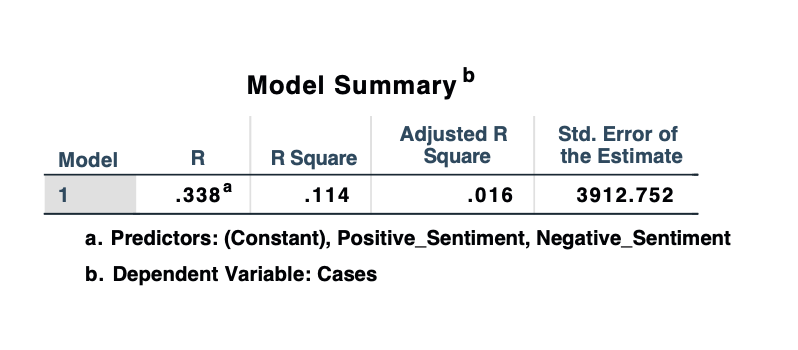 Model Summary b
Model R R Square Adjusted R Square Std. Error of the Estimate
1 .338a .114 .016 3912.752
a. Predictors: (Constant), Positive_Sentiment, Negative_Sentiment
b. Dependent Variable: Cases